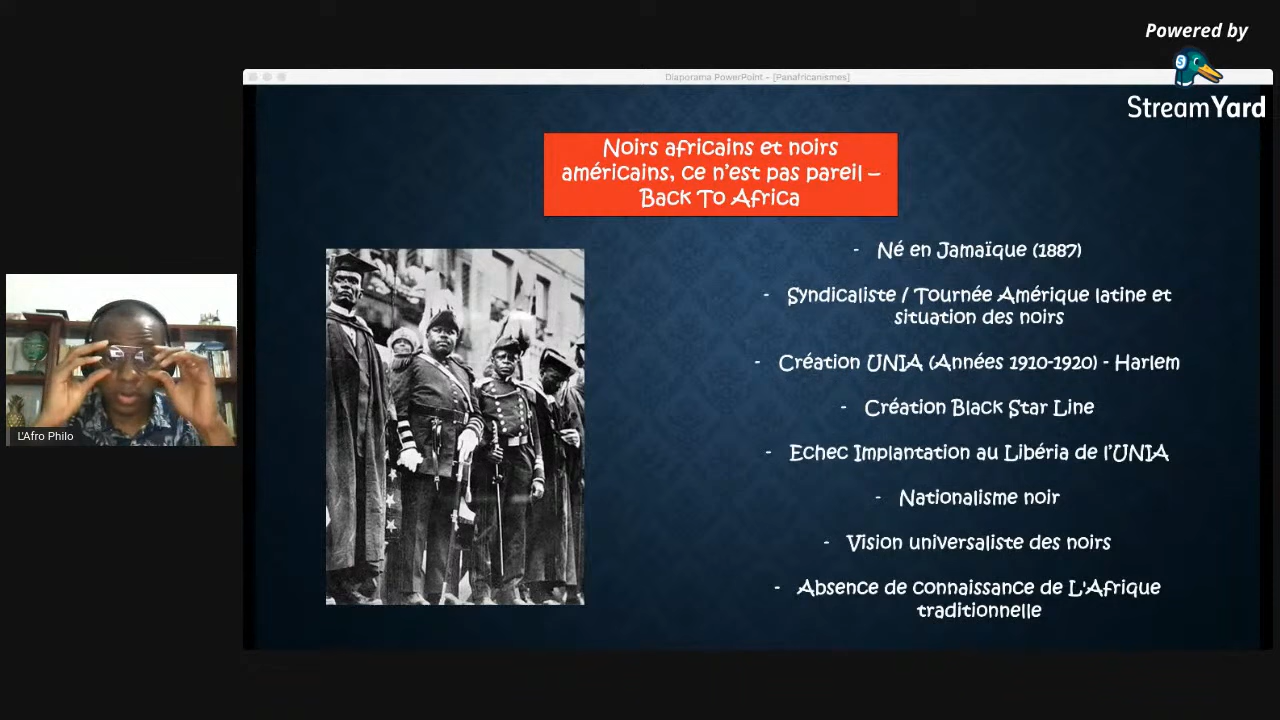 Powered by
StreamYard
Diaporama PowerPoint - [Panafricanismes]
Noirs africains et noirs
américains, ce n'est pas pareil –
Back To Africa
- Né en Jamaïque (1887)
- Syndicaliste / Tournée Amérique latine et
situation des noirs
- Création UNIA (Années 1910-1920) - Harlem
- Création Black Star Line
- Echec Implantation au Libéria de l'UNIA
- Nationalisme noir
- Vision universaliste des noirs
- Absence de connaissance de L'Afrique
traditionnelle
L'Afro Philo